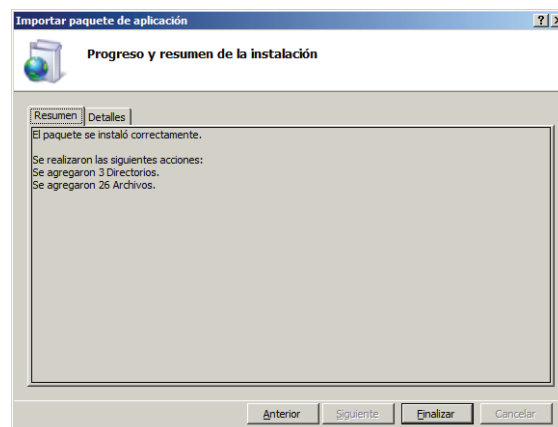 Importar paquete de aplicación
Progreso y resumen de la instalación
Resumen Detalles
El paquete se instaló correctamente.
Se realizaron las siguientes acciones:
Se agregaron 3 Directorios.
Se agregaron 26 Archivos.
Anterior Siguiente Finalizar Cancelar